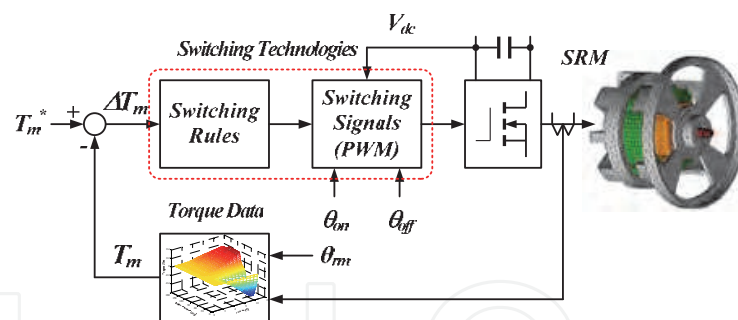 V_dc
Switching Technologies
SRM
T_m* + ΔT_m
-
Switching
Rules
Switching
Signals
(PWM)
θ_on θ_off
Torque Data
T_m
θ_rm